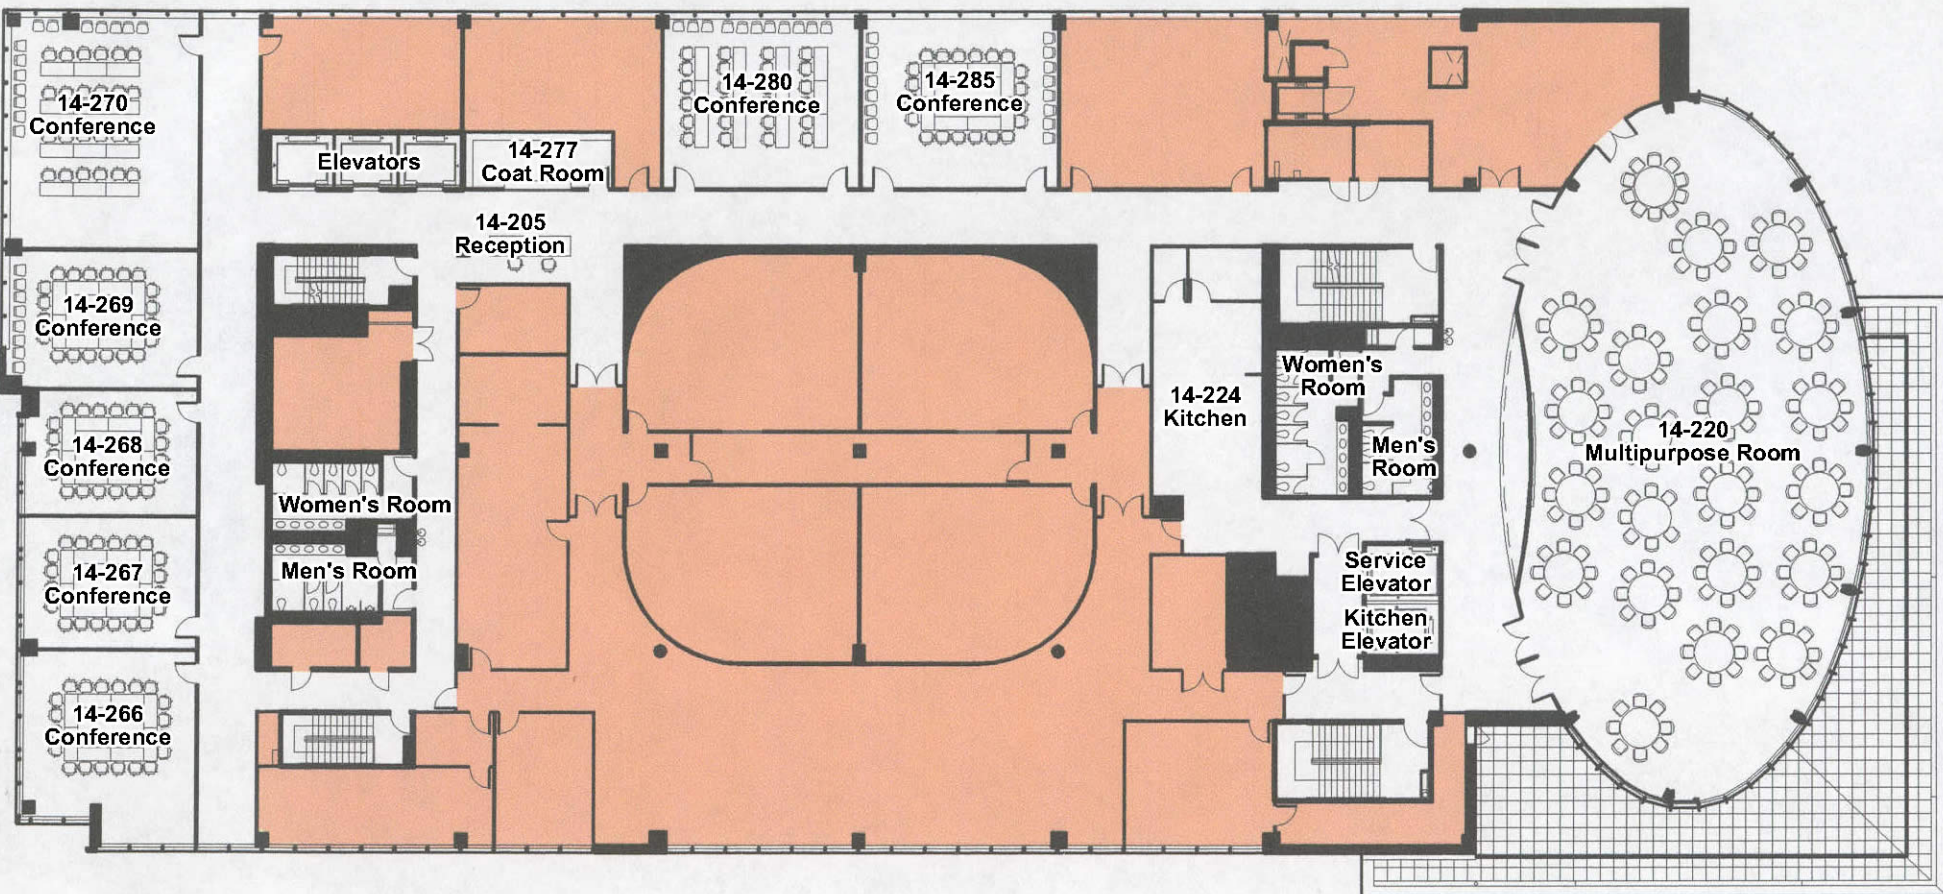 14-270
Conference
Elevators
14-277
Coat Room
14-280
Conference
14-285
Conference
14-205
Reception
14-269
Conference
14-268
Conference
Women's Room
14-267
Conference
Men's Room
14-266
Conference
14-224
Kitchen
Women's
Room
Men's
Room
Service
Elevator
Kitchen
Elevator
14-220
Multipurpose Room